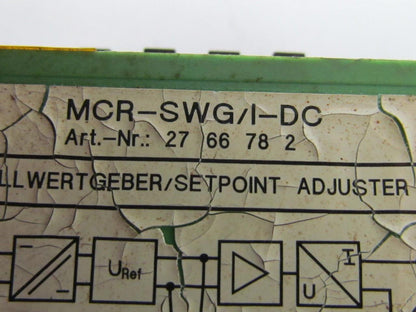 MCR-SWG/I-DC
Art.-Nr.: 27 66 78 2
LLWERTGEBER/SETPOINT ADJUSTER
URef
U I